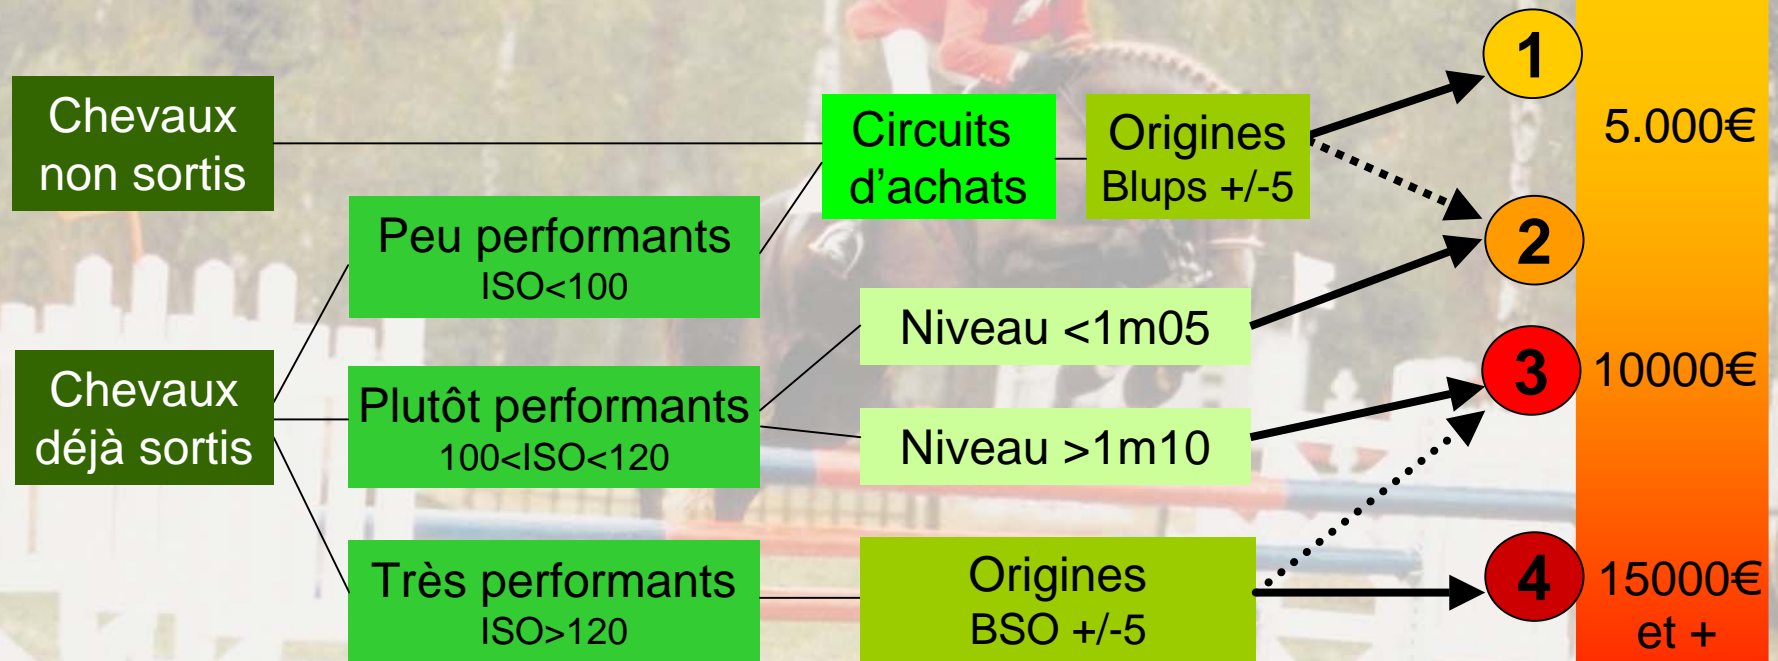 Chevaux
non sortis
Circuits
d'achats
Origines
Blups +/-5
1
5.000€
Peu performants
ISO<100
2
Chevaux
déjà sortis
Plutôt performants
100<ISO<120
Niveau <1m05
Niveau >1m10
3
10000€
Très performants
ISO>120
Origines
BSO +/-5
4
15000€
et +